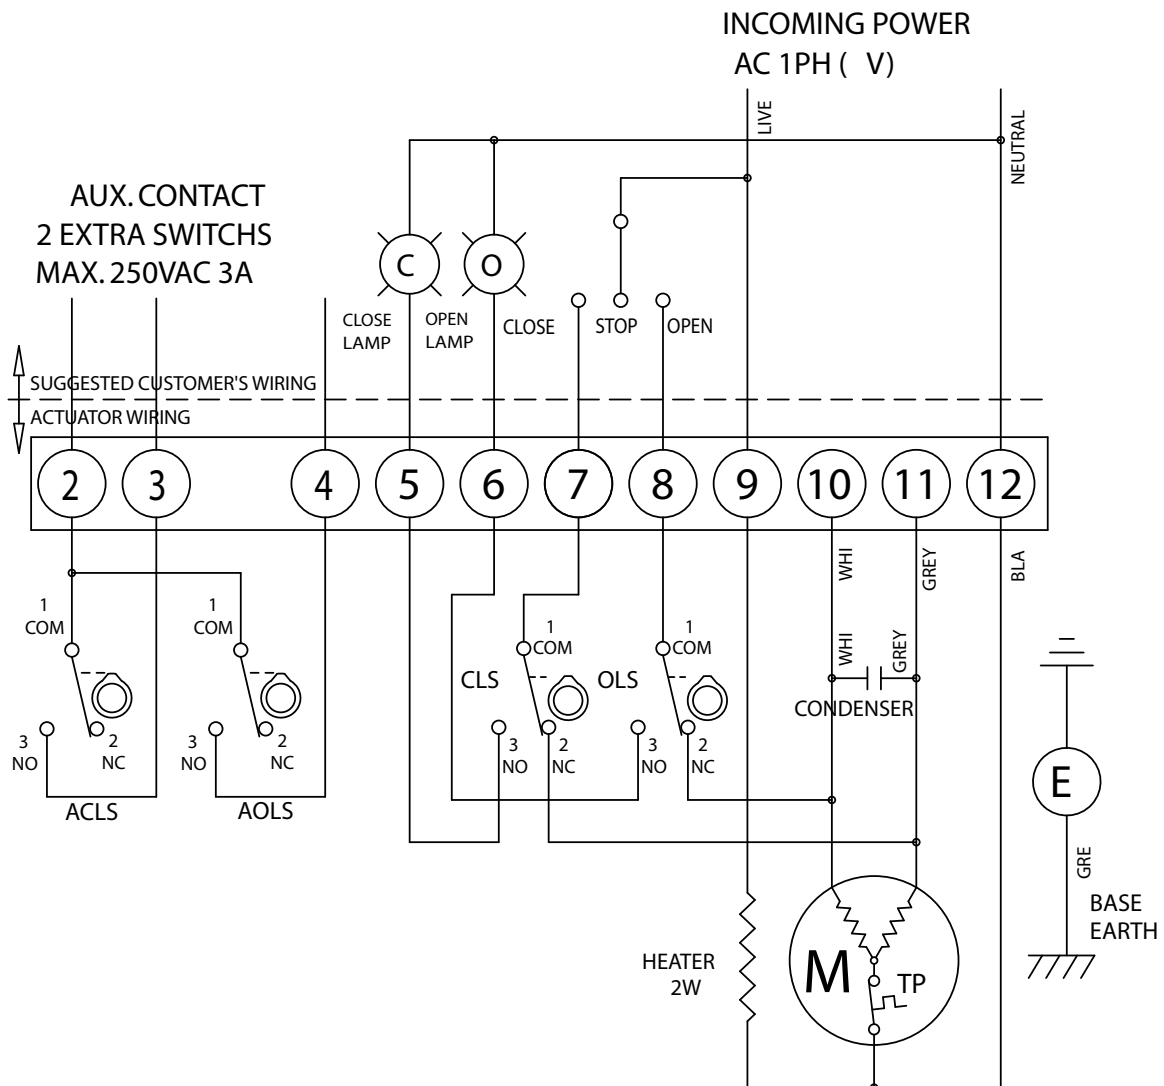 INCOMING POWER
AC 1PH (   V)
LIVE
NEUTRAL
AUX. CONTACT
2 EXTRA SWITCHS
MAX. 250VAC 3A
C
O
CLOSE
LAMP
OPEN
LAMP
CLOSE
STOP
OPEN
SUGGESTED CUSTOMER'S WIRING
ACTUATOR WIRING
2 3 4 5 6 7 8 9 10 11 12
WHI
GREY
BLA
1
COM
1
COM
1
COM
1
COM
WHI
GREY
CLS
OLS
CONDENSER
3
NO
2
NC
3
NO
2
NC
3
NO
2
NC
3
NO
2
NC
ACLS
AOLS
E
GRE
BASE
EARTH
HEATER
2W
M
TP